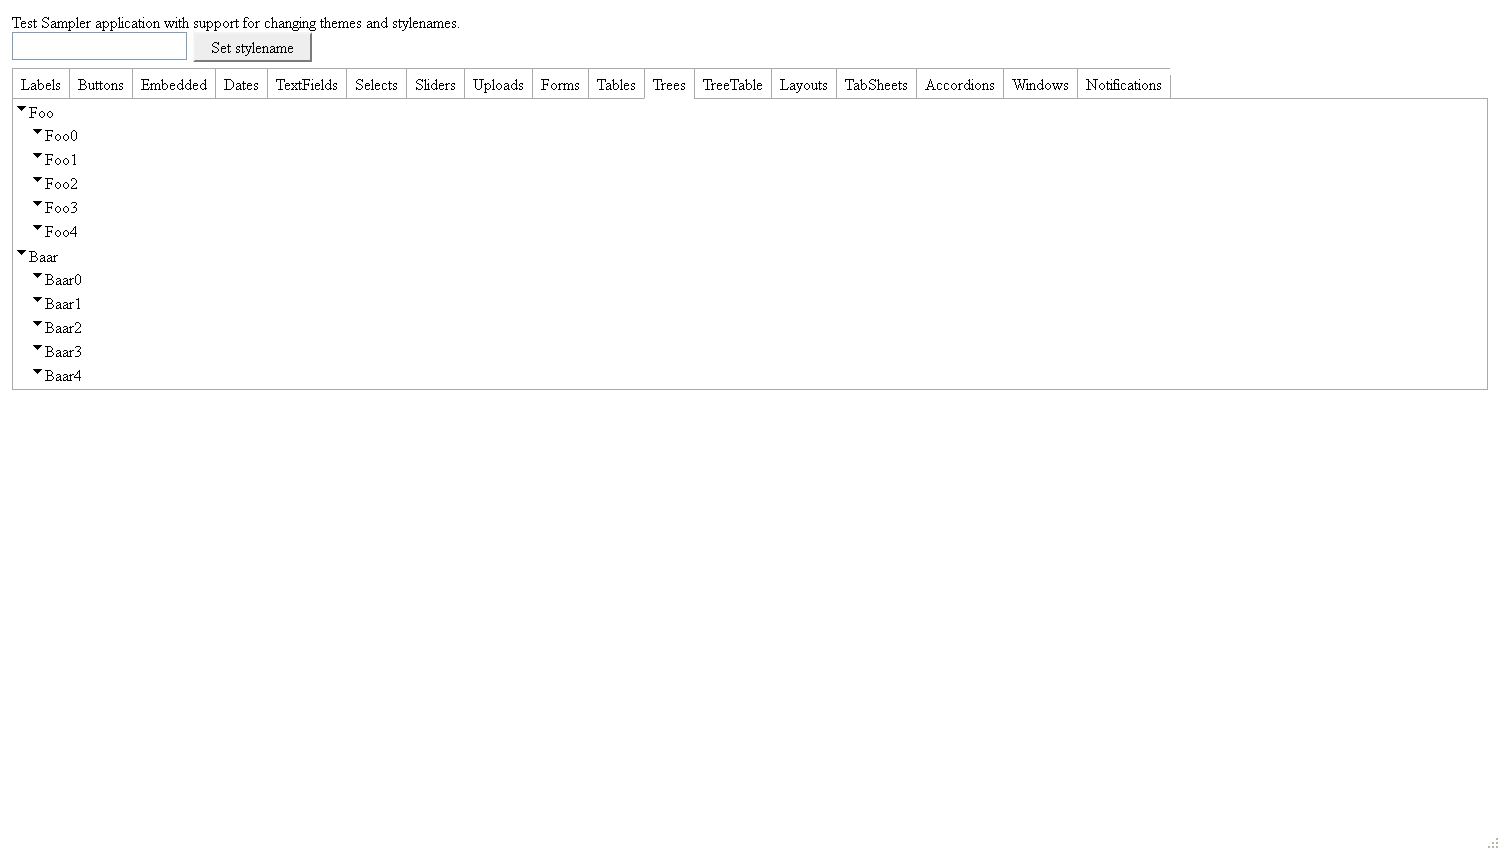 Test Sampler application with support for changing themes and stylenames.
Set stylename
Labels Buttons Embedded Dates TextFields Selects Sliders Uploads Forms Tables Trees TreeTable Layouts TabSheets Accordions Windows Notifications
Foo
Foo0
Foo1
Foo2
Foo3
Foo4
Baar
Baar0
Baar1
Baar2
Baar3
Baar4